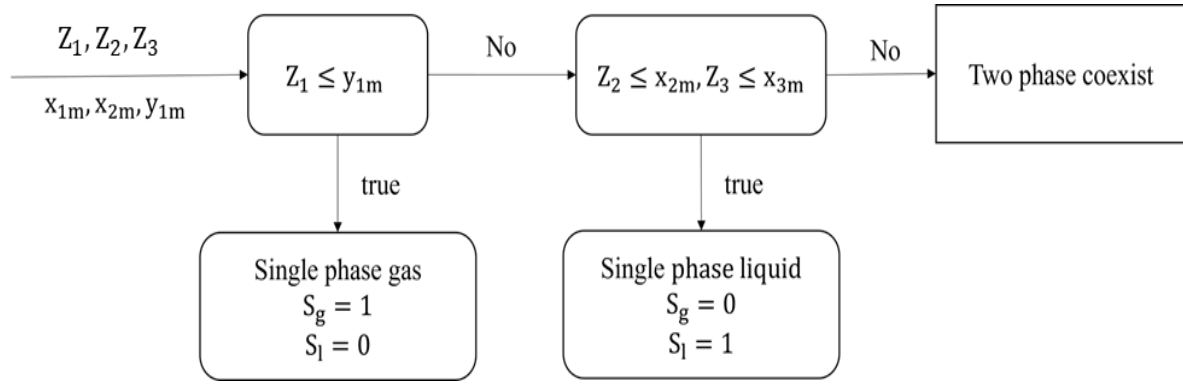 Z₁, Z₂, Z₃
x₁ₘ, x₂ₘ, y₁ₘ
Z₁ ≤ y₁ₘ
No
Z₂ ≤ x₂ₘ, Z₃ ≤ x₃ₘ
No
Two phase coexist
true
true
Single phase gas
S_g = 1
S_l = 0
Single phase liquid
S_g = 0
S_l = 1